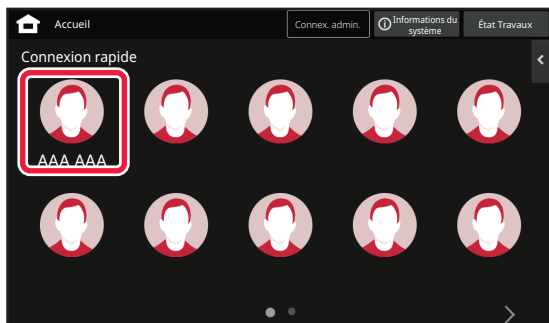 Accueil
Connex. admin.
Informations du
système
État Travaux
Connexion rapide
AAA AAA